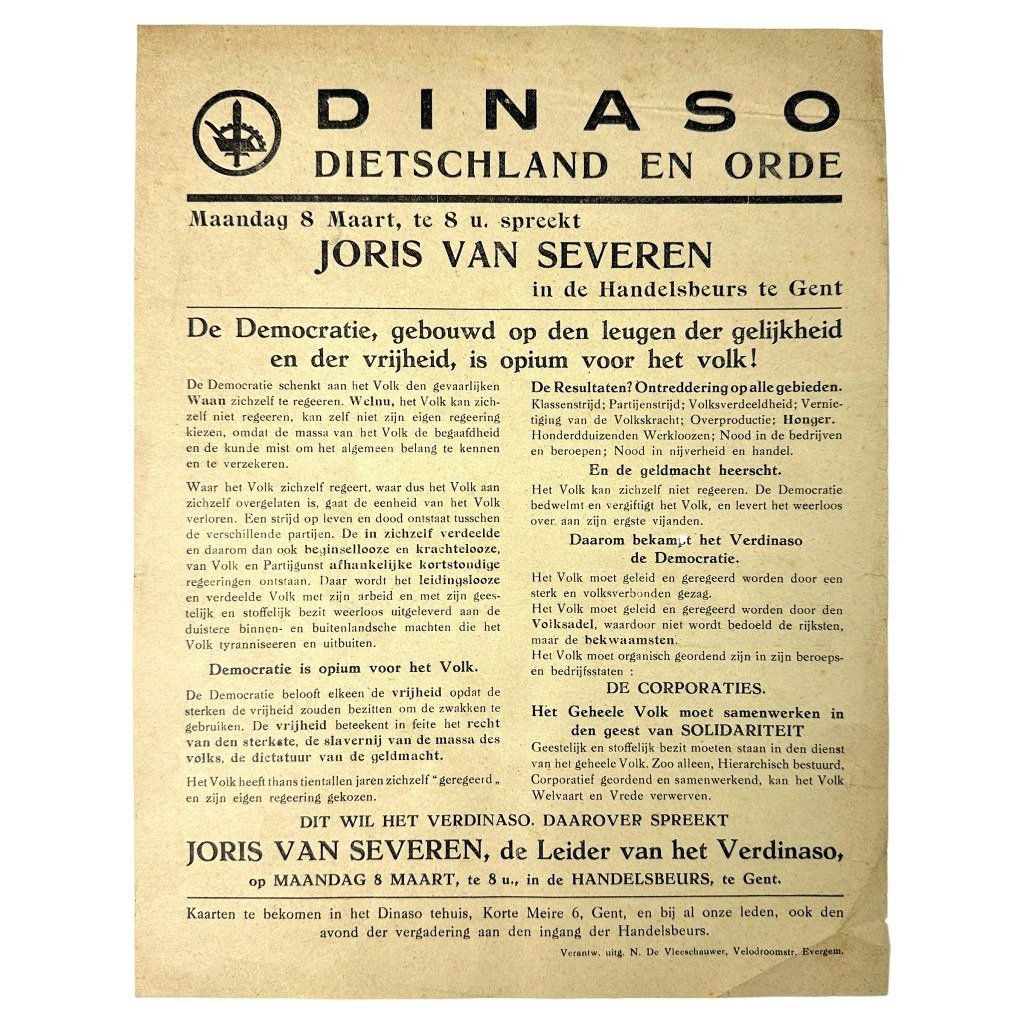 DINASO
DIETSCHLAND EN ORDE
Maandag 8 Maart, te 8 u. spreekt
JORIS VAN SEVEREN
in de Handelsbeurs te Gent
De Democratie, gebouwd op den leugen der gelijkheid
en der vrijheid, is opium voor het volk!
De Democratie schenkt aan het Volk den gevaarlijken
Waan zichzelf te regeeren. Welnu, het Volk kan zich-
zelf niet regeeren, kan zelf niet zijn eigen regeering
kiezen, omdat de massa van het Volk de begaafdheid
en de kunde mist om het algemeen belang te kennen
en te verzekeren.
Waar het Volk zichzelf regert, waar dus het Volk aan
zichzelf overgelaten is, gaat de eenheid van het Volk
verloren. Een strijd op leven en dood ontstaat tusschen
de verschillende partijen. De in zichzelf verdeelde
en daarom dan ook beginsellooze en krachtelooze,
van Volk en Partijgunst afhankelijke kortstondige
regeeringen ontstaan. Daar wordt het leidingslooze
en verdeelde Volk met zijn arbeid en met zijn gees-
telijk en stoffelijk bezit weerloos uitgeleverd aan de
duistere binnen- en buitenlandsche machten die het
Volk tyranniseeren en uitbuiten.
Democratie is opium voor het Volk.
De Democratie belooft elkeen de vrijheid opdat de
sterken de vrijheid zouden bezitten om de zwakken te
gebruiken. De vrijheid beteekent in feite het recht
van den sterkste, de slavernij van de massa des
volks, de dictatuur van de geldmacht.
Het Volk heeft thans tientallen jaren zichzelf "geregeerd„
en zijn eigen regeering gekozen.
De Resultaten? Ontreddering op alle gebieden.
Klassenstrijd; Partijenstrijd; Volksverdeeldheid; Vernie-
tiging van de Volkskracht; Overproductie; Honger.
Honderdduizenden Werkloozen; Nood in de bedrijven
en beroepen; Nood in nijverheid en handel.
En de geldmacht heerscht.
Het Volk kan zichzelf niet regeeren. De Democratie
bedwelmt en vergiftigt het Volk, en levert het weerloos
over aan zijn ergste vijanden.
Daarom bekampt het Verdinaso
de Democratie.
Het Volk moet geleid en geregeerd worden door een
sterk en volksverbonden gezag.
Het Volk moet geleid en geregeerd worden door den
Volksadel, waardoor niet wordt bedoeld de rijksten,
maar de bekwaamsten.
Het Volk moet organisch geordend zijn in zijn beroeps-
en bedrijfsstaten :
DE CORPORATIES.
Het Geheele Volk moet samenwerken in
den geest van SOLIDARITEIT
Geestelijk en stoffelijk bezit moeten staan in den dienst
van het geheele Volk. Zoo alleen, Hierarchisch bestuurd,
Corporatief geordend en samenwerkend, kan het Volk
Welvaart en Vrede verwerven.
DIT WIL HET VERDINASO. DAAROVER SPREEKT
JORIS VAN SEVEREN, de Leider van het Verdinaso,
op MAANDAG 8 MAART, te 8 u., in de HANDELSBEURS, te Gent.
Kaarten te bekomen in het Dinaso tehuis, Korte Meire 6, Gent, en bij al onze leden, ook den
avond der vergadering aan den ingang der Handelsbeurs.
Verantw. uitg. N. De Vleeschauwer, Velodroomstr. Evergem.